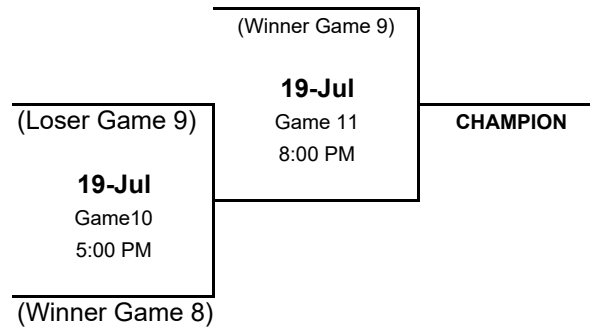 (Winner Game 9)
19-Jul
Game 11
8:00 PM
CHAMPION
(Loser Game 9)
19-Jul
Game10
5:00 PM
(Winner Game 8)